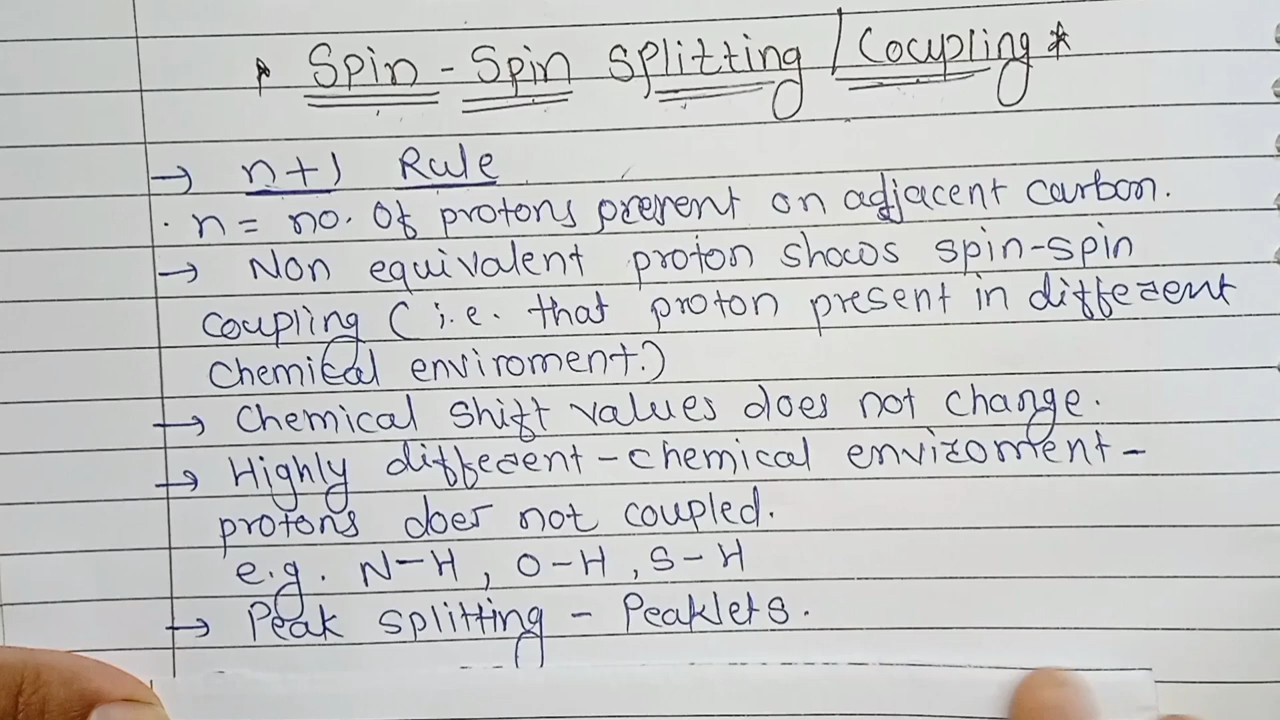 * Spin - Spin splitting / Coupling *
→ n+1 Rule
. n = no. of protons present on adjacent carbon.
→ Non equivalent proton shows spin-spin
coupling ( i.e. that proton present in different
chemical enviroment.)
→ Chemical shift values does not change.
→ Highly different-chemical enviroment-
protons does not coupled.
e.g. N-H, O-H, S-H
→ Peak splitting - Peaklets.